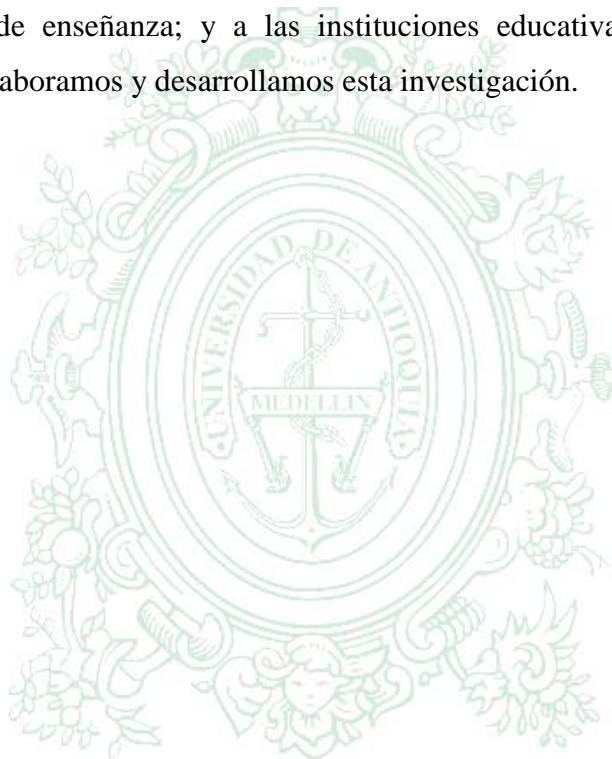 de enseñanza; y a las instituciones educativa
aboramos y desarrollamos esta investigación.
UNIVERSIDAD DE ANTIOQUIA
MEDELLIN